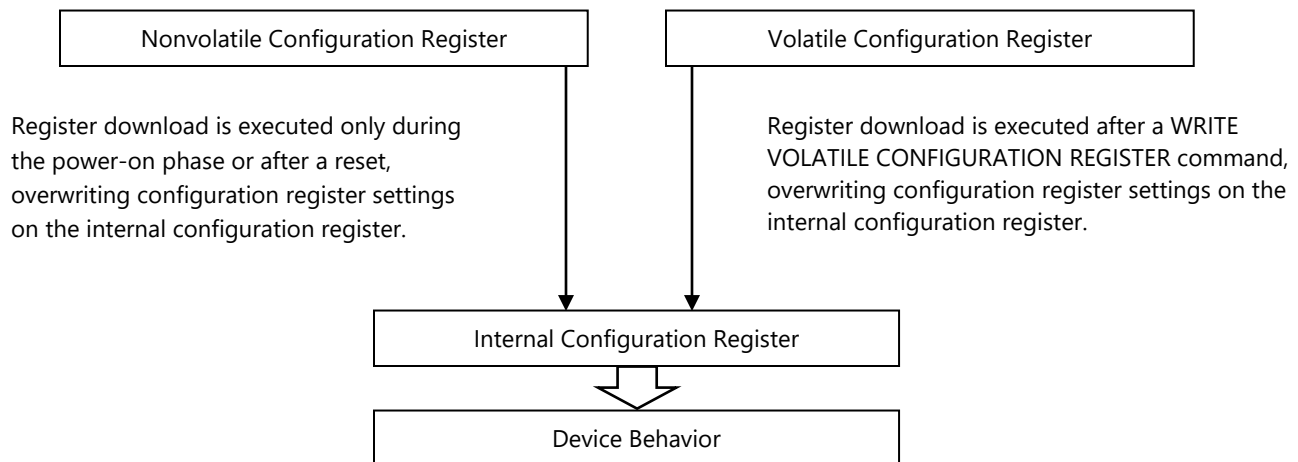 Nonvolatile Configuration Register
Volatile Configuration Register
Register download is executed only during
the power-on phase or after a reset,
overwriting configuration register settings
on the internal configuration register.
Register download is executed after a WRITE
VOLATILE CONFIGURATION REGISTER command,
overwriting configuration register settings on the
internal configuration register.
Internal Configuration Register
Device Behavior